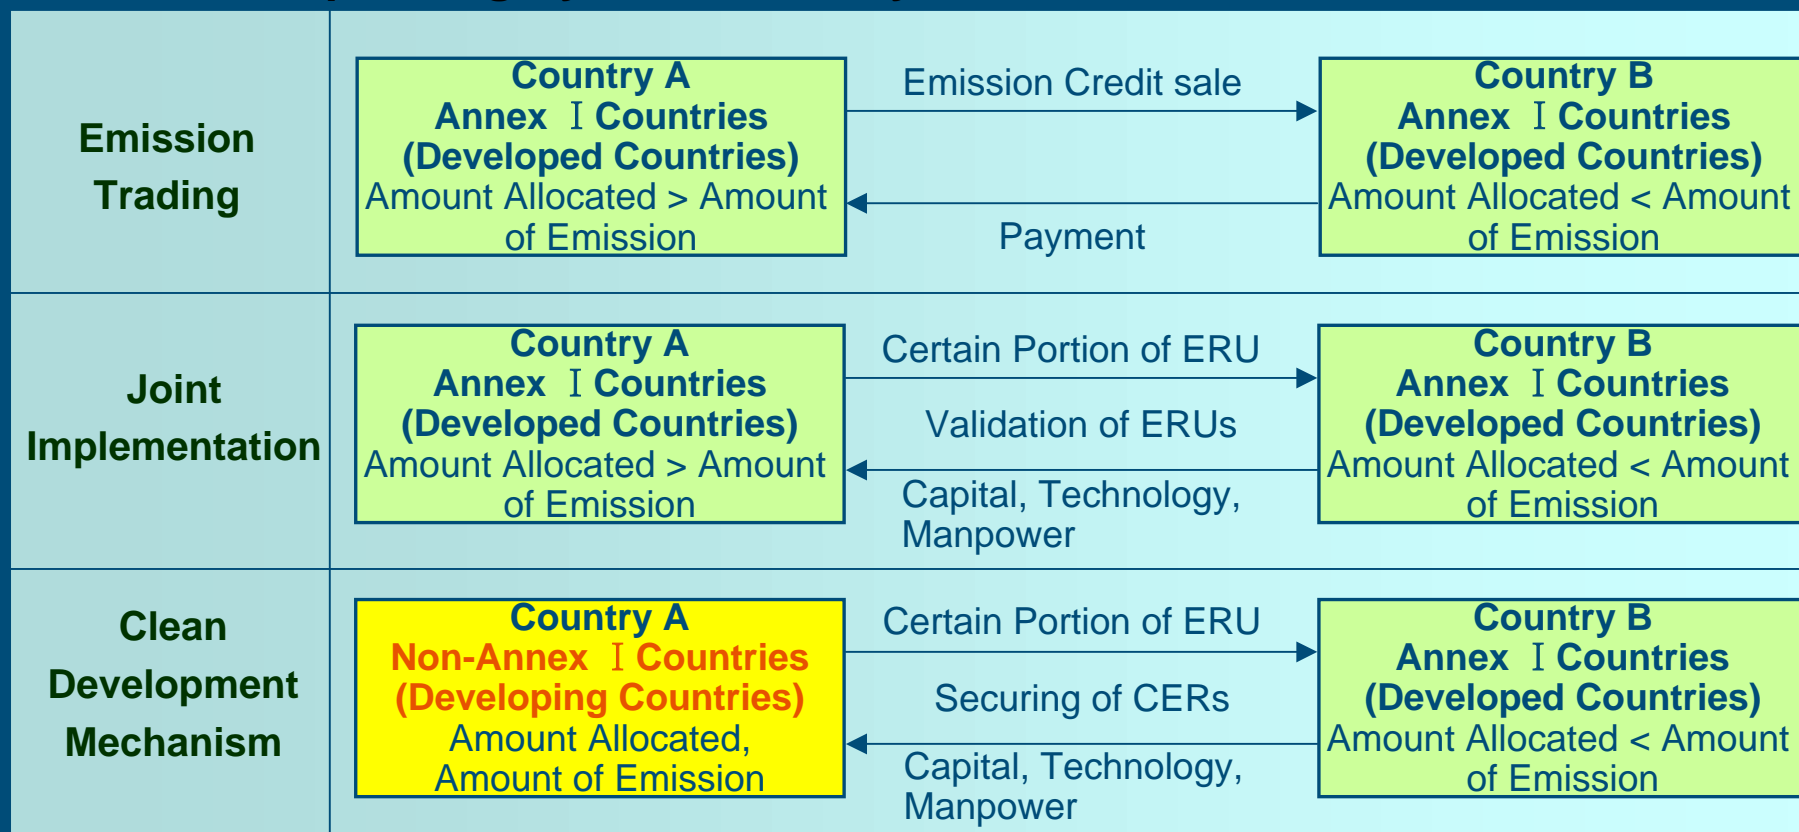 Emission
Trading
Country A
Annex Ⅰ Countries
(Developed Countries)
Amount Allocated > Amount
of Emission
Emission Credit sale
Payment
Country B
Annex Ⅰ Countries
(Developed Countries)
Amount Allocated < Amount
of Emission
Joint
Implementation
Country A
Annex Ⅰ Countries
(Developed Countries)
Amount Allocated > Amount
of Emission
Certain Portion of ERU
Validation of ERUs
Capital, Technology,
Manpower
Country B
Annex Ⅰ Countries
(Developed Countries)
Amount Allocated < Amount
of Emission
Clean
Development
Mechanism
Country A
Non-Annex Ⅰ Countries
(Developing Countries)
Amount Allocated,
Amount of Emission
Certain Portion of ERU
Securing of CERs
Capital, Technology,
Manpower
Country B
Annex Ⅰ Countries
(Developed Countries)
Amount Allocated < Amount
of Emission